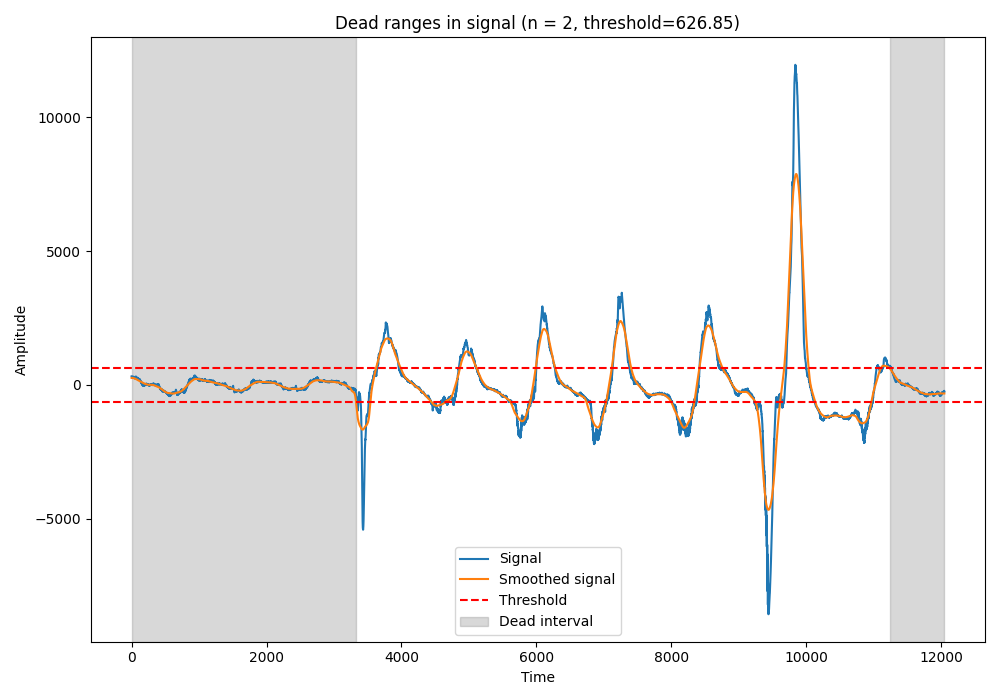 Dead ranges in signal (n = 2, threshold=626.85)
Amplitude
10000
5000
0
−5000
Signal
Smoothed signal
Threshold
Dead interval
0 2000 4000 6000 8000 10000 12000
Time